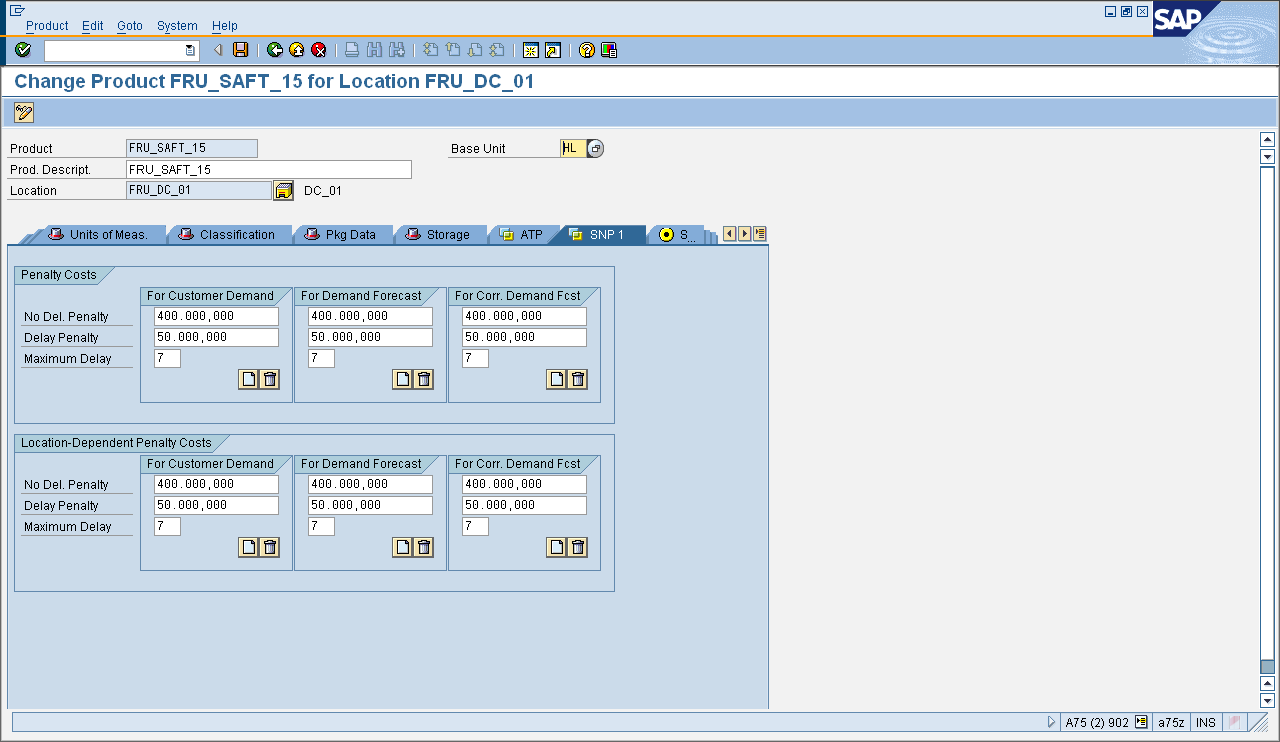 Product Edit Goto System Help
SAP
Change Product FRU_SAFT_15 for Location FRU_DC_01
Product FRU_SAFT_15 Base Unit HL
Prod. Descript. FRU_SAFT_15
Location FRU_DC_01 DC_01
Units of Meas. Classification Pkg Data Storage ATP SNP 1 S...
Penalty Costs
For Customer Demand For Demand Forecast For Corr. Demand Fcst
No Del. Penalty 400.000,000 400.000,000 400.000,000
Delay Penalty 50.000,000 50.000,000 50.000,000
Maximum Delay 7 7 7
Location-Dependent Penalty Costs
For Customer Demand For Demand Forecast For Corr. Demand Fcst
No Del. Penalty 400.000,000 400.000,000 400.000,000
Delay Penalty 50.000,000 50.000,000 50.000,000
Maximum Delay 7 7 7
A75 (2) 902 a75z INS